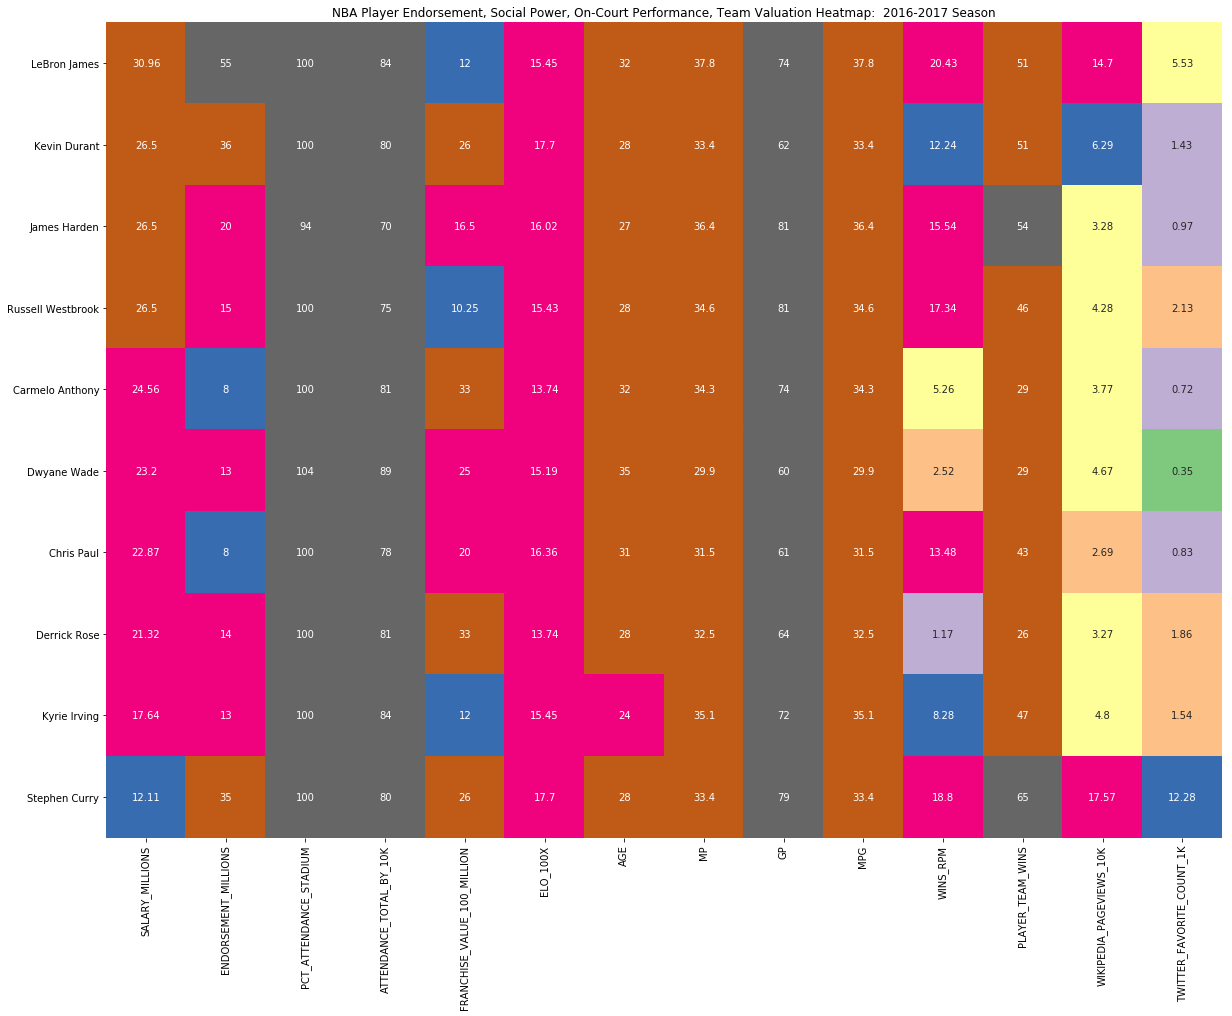 NBA Player Endorsement, Social Power, On-Court Performance, Team Valuation Heatmap:  2016-2017 Season
LeBron James 30.96 55 100 84 12 15.45 32 37.8 74 37.8 20.43 51 14.7 5.53
Kevin Durant 26.5 36 100 80 26 17.7 28 33.4 62 33.4 12.24 51 6.29 1.43
James Harden 26.5 20 94 70 16.5 16.02 27 36.4 81 36.4 15.54 54 3.28 0.97
Russell Westbrook 26.5 15 100 75 10.25 15.43 28 34.6 81 34.6 17.34 46 4.28 2.13
Carmelo Anthony 24.56 8 100 81 33 13.74 32 34.3 74 34.3 5.26 29 3.77 0.72
Dwyane Wade 23.2 13 104 89 25 15.19 35 29.9 60 29.9 2.52 29 4.67 0.35
Chris Paul 22.87 8 100 78 20 16.36 31 31.5 61 31.5 13.48 43 2.69 0.83
Derrick Rose 21.32 14 100 81 33 13.74 28 32.5 64 32.5 1.17 26 3.27 1.86
Kyrie Irving 17.64 13 100 84 12 15.45 24 35.1 72 35.1 8.28 47 4.8 1.54
Stephen Curry 12.11 35 100 80 26 17.7 28 33.4 79 33.4 18.8 65 17.57 12.28
SALARY_MILLIONS
ENDORSEMENT_MILLIONS
PCT_ATTENDANCE_STADIUM
ATTENDANCE_TOTAL_BY_10K
FRANCHISE_VALUE_100_MILLION
ELO_100X
AGE
MP
GP
MPG
WINS_RPM
PLAYER_TEAM_WINS
WIKIPEDIA_PAGEVIEWS_10K
TWITTER_FAVORITE_COUNT_1K